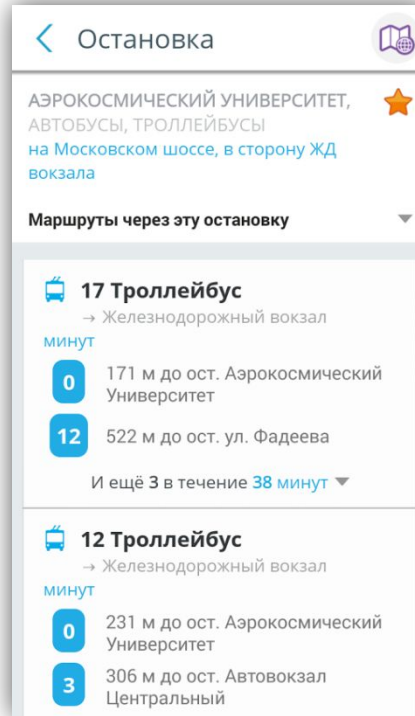 Остановка
АЭРОКОСМИЧЕСКИЙ УНИВЕРСИТЕТ,
АВТОБУСЫ, ТРОЛЛЕЙБУСЫ
на Московском шоссе, в сторону ЖД
вокзала
Маршруты через эту остановку
17 Троллейбус
→ Железнодорожный вокзал
минут
0 171 м до ост. Аэрокосмический
Университет
12 522 м до ост. ул. Фадеева
И ещё 3 в течение 38 минут
12 Троллейбус
→ Железнодорожный вокзал
минут
0 231 м до ост. Аэрокосмический
Университет
3 306 м до ост. Автовокзал
Центральный